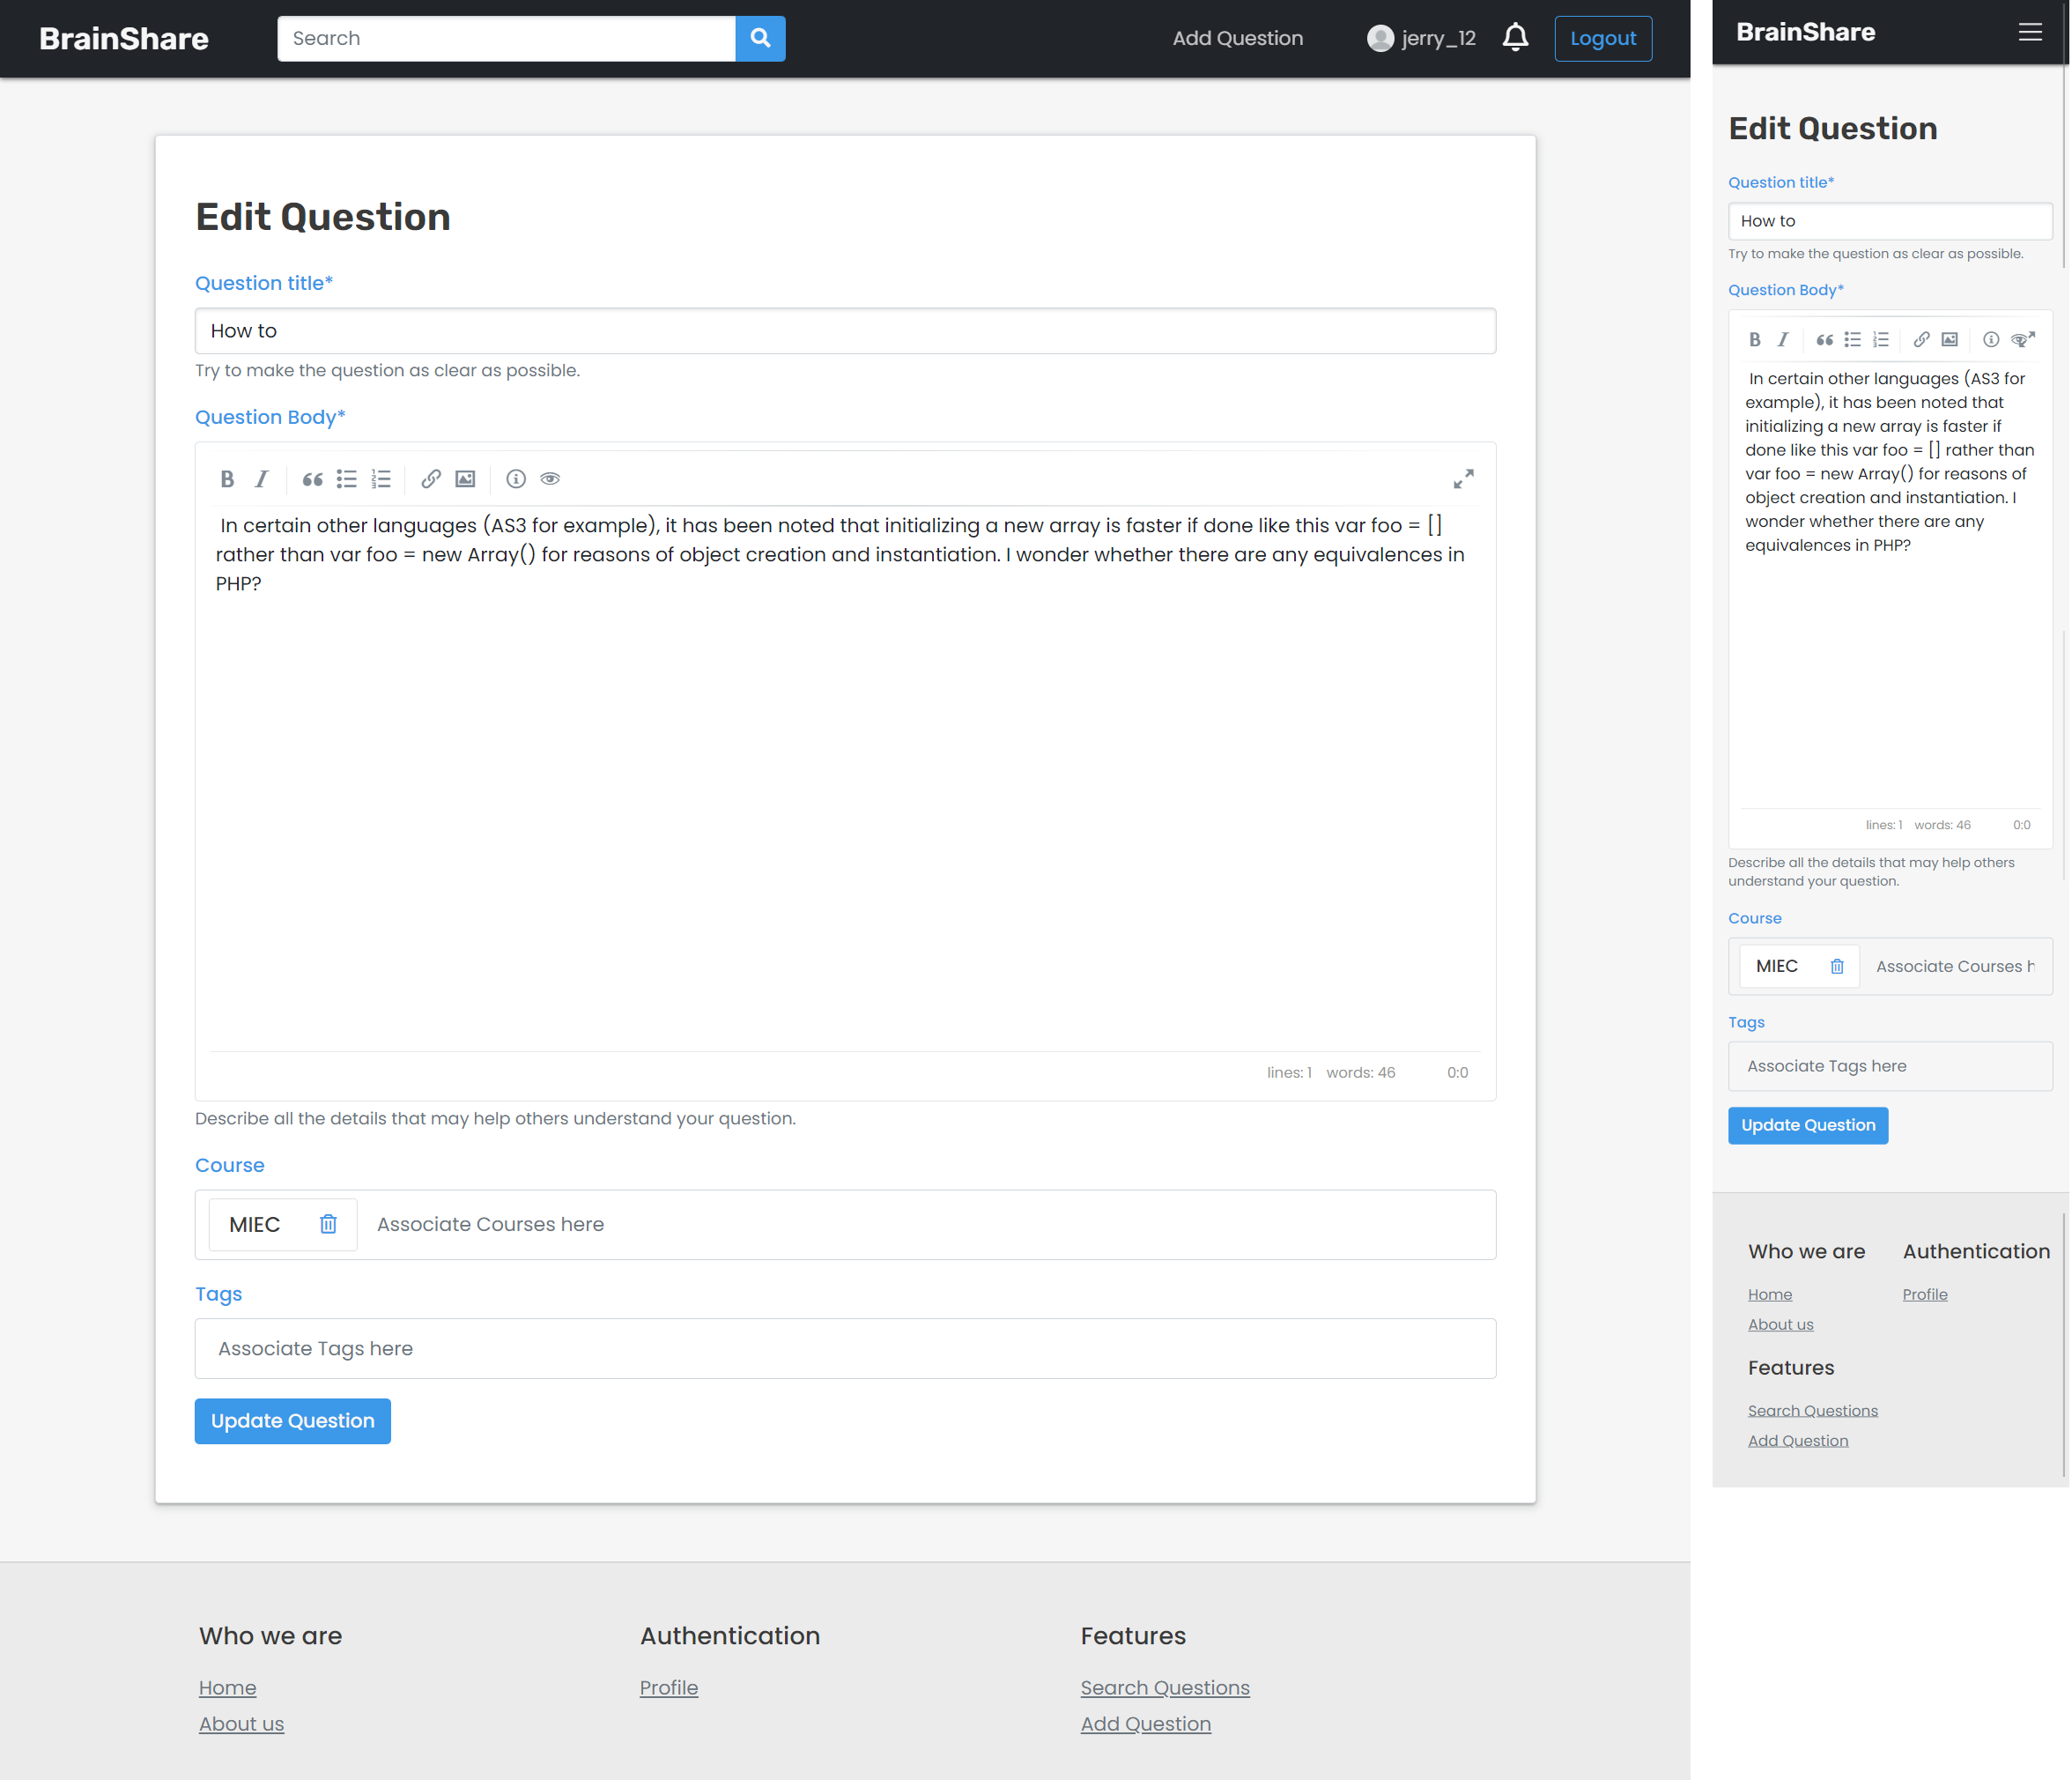 BrainShare
Search
Add Question
jerry_12
Logout
Edit Question
Question title*
How to
Try to make the question as clear as possible.
Question Body*
In certain other languages (AS3 for example), it has been noted that initializing a new array is faster if done like this var foo = []
rather than var foo = new Array() for reasons of object creation and instantiation. I wonder whether there are any equivalences in
PHP?
lines: 1 words: 46 0:0
Describe all the details that may help others understand your question.
Course
MIEC
Associate Courses here
Tags
Associate Tags here
Update Question
Who we are
Home
About us
Authentication
Profile
Features
Search Questions
Add Question
BrainShare
Edit Question
Question title*
How to
Try to make the question as clear as possible.
Question Body*
In certain other languages (AS3 for
example), it has been noted that
initializing a new array is faster if
done like this var foo = [] rather than
var foo = new Array() for reasons of
object creation and instantiation. I
wonder whether there are any
equivalences in PHP?
lines: 1 words: 46 0:0
Describe all the details that may help others
understand your question.
Course
MIEC
Associate Courses h
Tags
Associate Tags here
Update Question
Who we are
Home
About us
Authentication
Profile
Features
Search Questions
Add Question